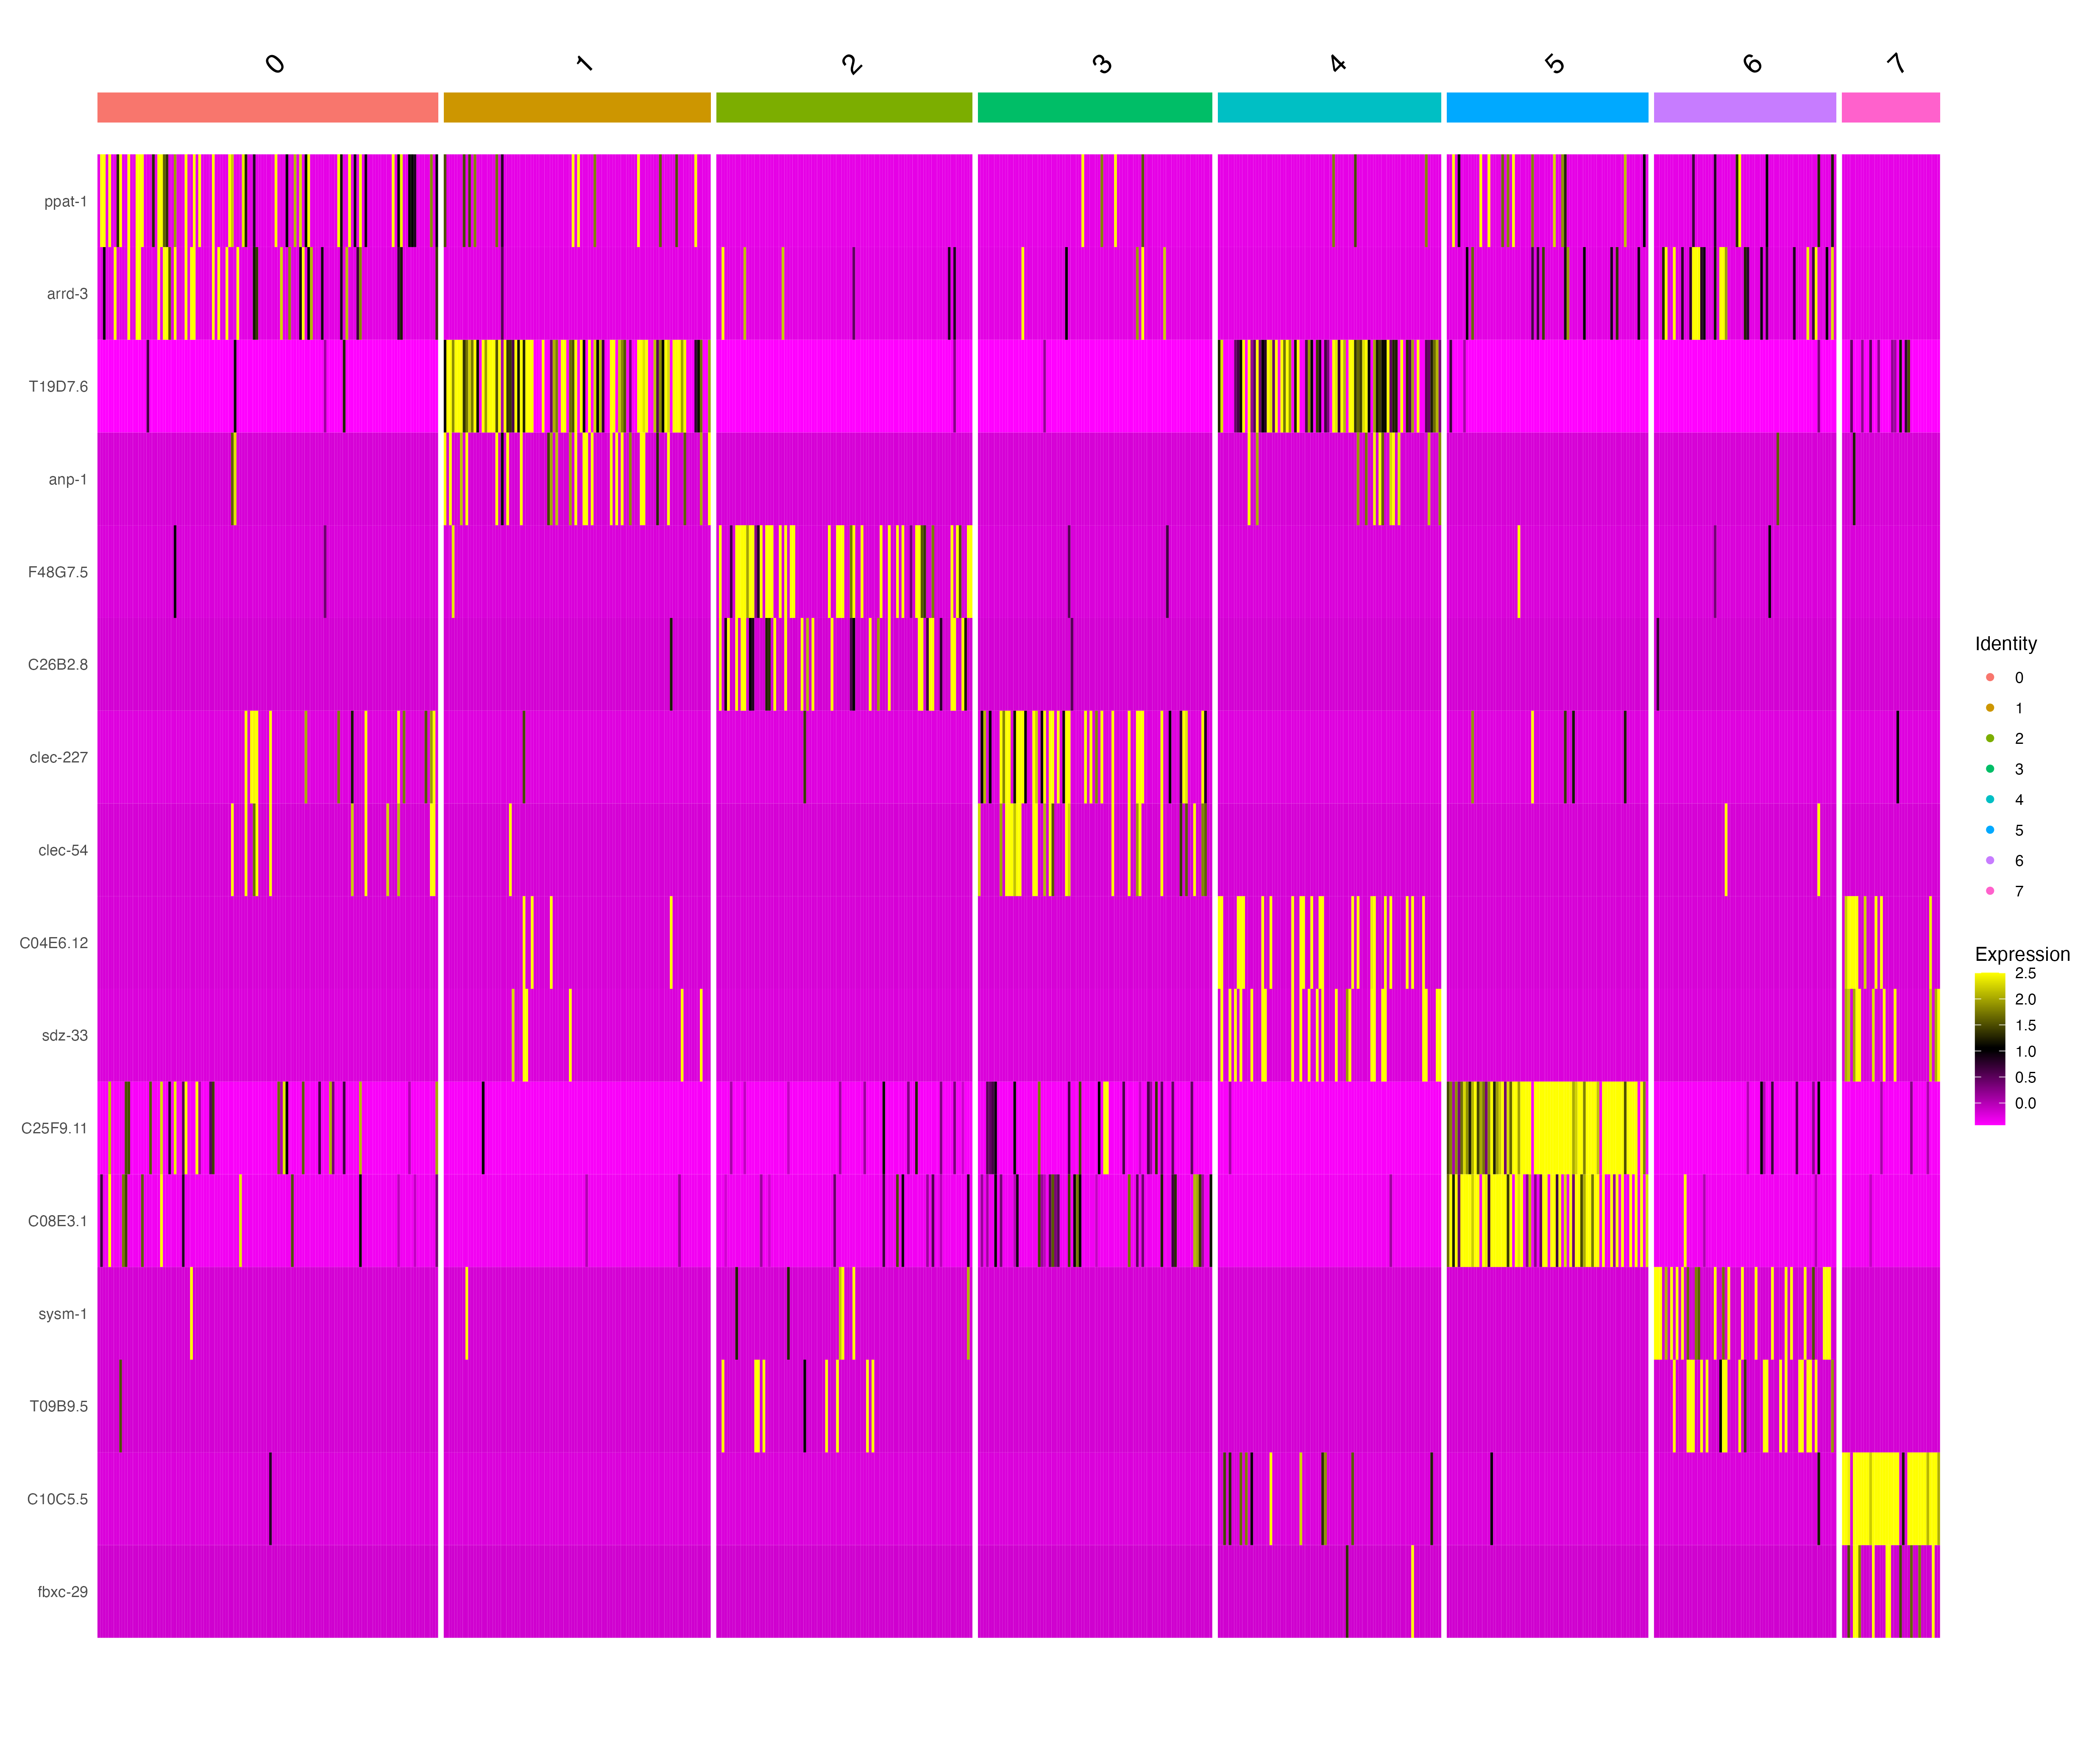 0 1 2 3 4 5 6 7
ppat-1
arrd-3
T19D7.6
anp-1
F48G7.5
C26B2.8
clec-227
clec-54
C04E6.12
sdz-33
C25F9.11
C08E3.1
sysm-1
T09B9.5
C10C5.5
fbxc-29
Identity
0
1
2
3
4
5
6
7
Expression
2.5
2.0
1.5
1.0
0.5
0.0